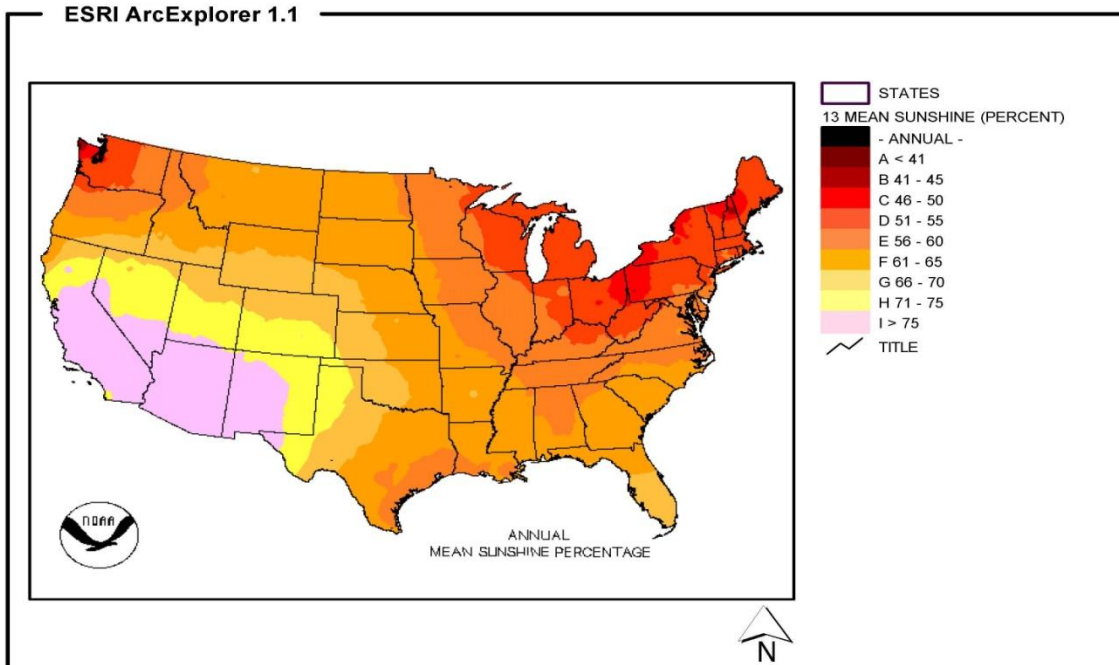 ESRI ArcExplorer 1.1
STATES
13 MEAN SUNSHINE (PERCENT)
- ANNUAL -
A < 41
B 41 - 45
C 46 - 50
D 51 - 55
E 56 - 60
F 61 - 65
G 66 - 70
H 71 - 75
I > 75
TITLE
NOAA
ANNUAL
MEAN SUNSHINE PERCENTAGE
N